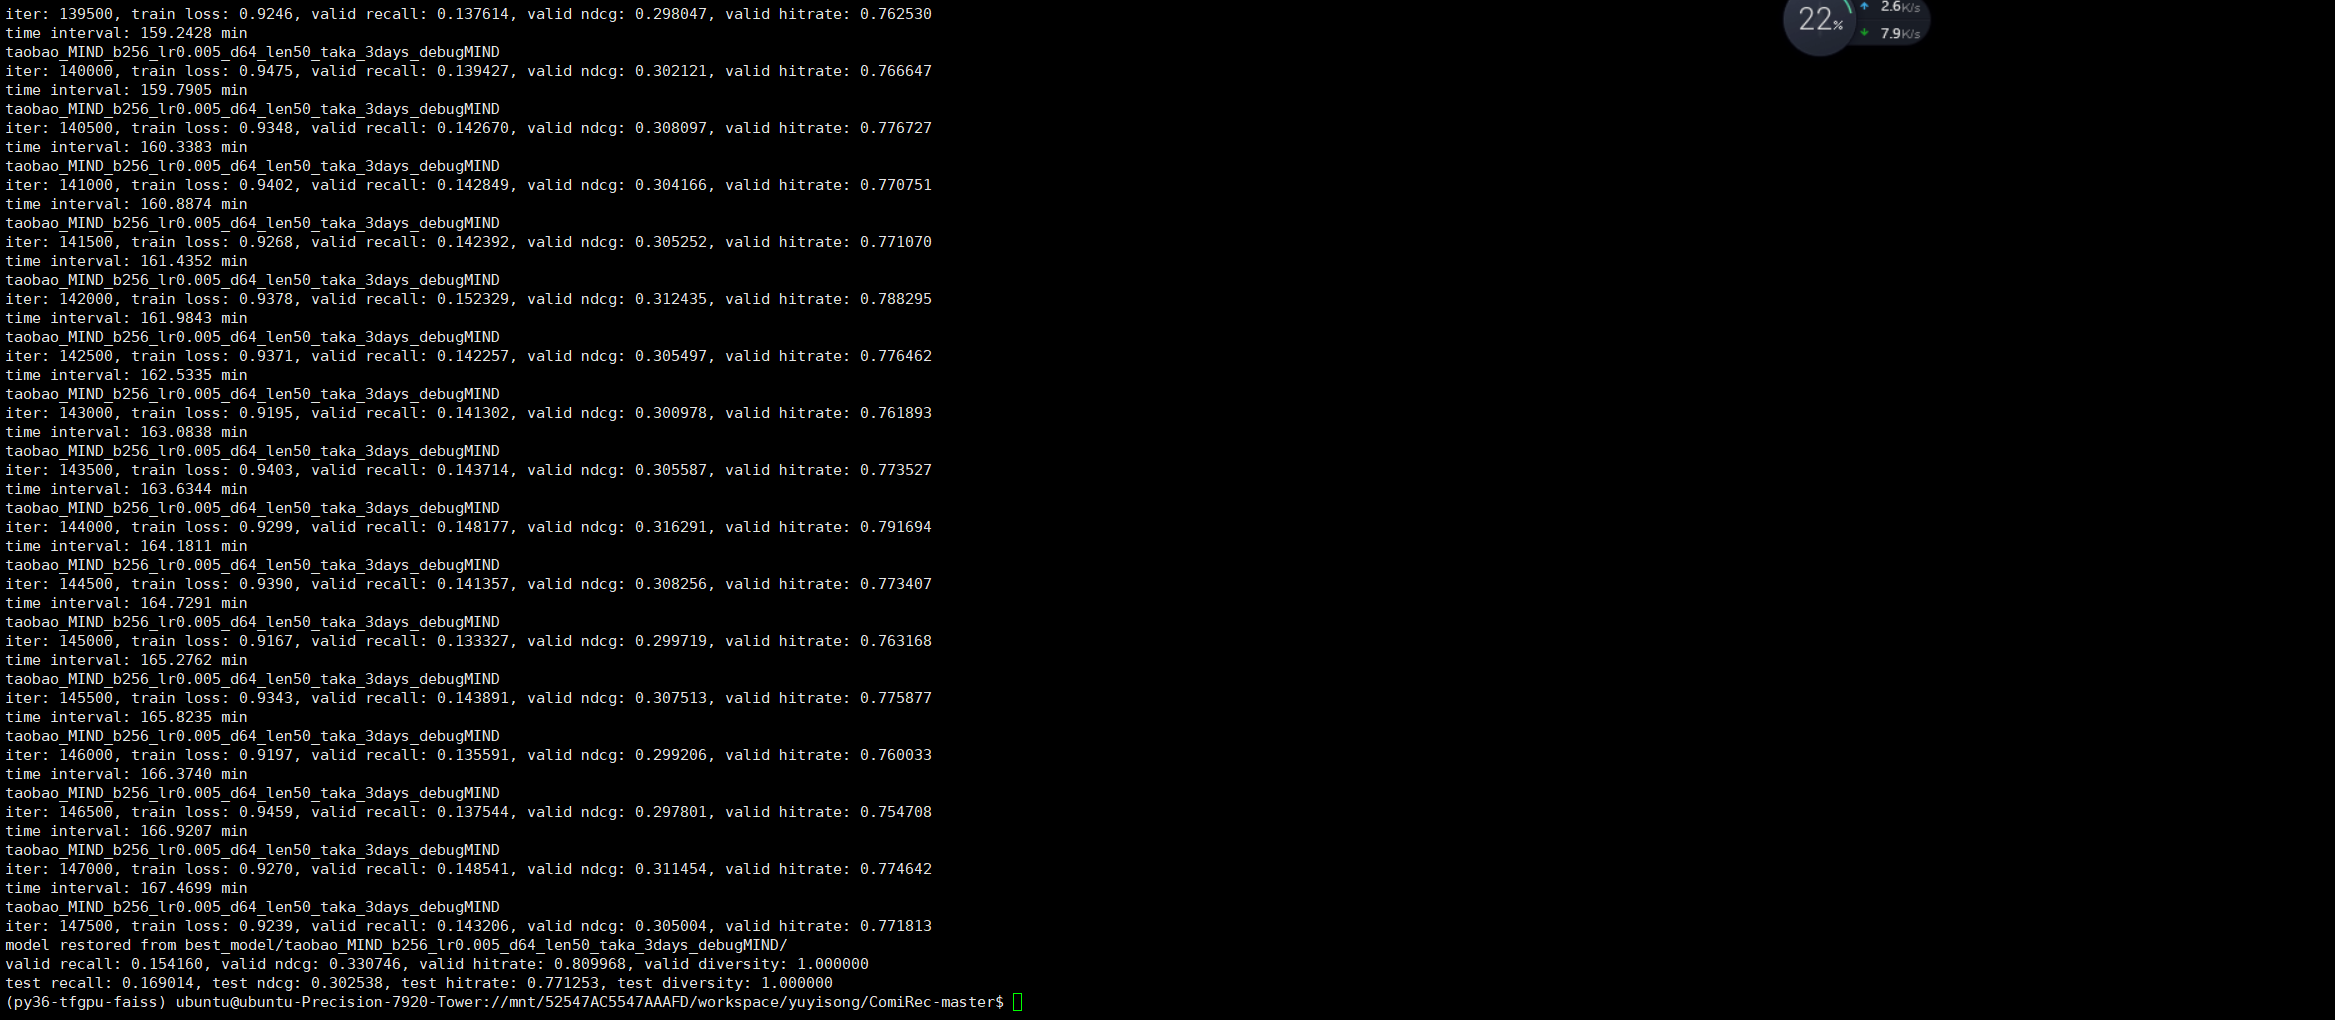 iter: 139500, train loss: 0.9246, valid recall: 0.137614, valid ndcg: 0.298047, valid hitrate: 0.762530
time interval: 159.2428 min
taobao_MIND_b256_lr0.005_d64_len50_taka_3days_debugMIND
iter: 140000, train loss: 0.9475, valid recall: 0.139427, valid ndcg: 0.302121, valid hitrate: 0.766647
time interval: 159.7905 min
taobao_MIND_b256_lr0.005_d64_len50_taka_3days_debugMIND
iter: 140500, train loss: 0.9348, valid recall: 0.142670, valid ndcg: 0.308097, valid hitrate: 0.776727
time interval: 160.3383 min
taobao_MIND_b256_lr0.005_d64_len50_taka_3days_debugMIND
iter: 141000, train loss: 0.9402, valid recall: 0.142849, valid ndcg: 0.304166, valid hitrate: 0.770751
time interval: 160.8874 min
taobao_MIND_b256_lr0.005_d64_len50_taka_3days_debugMIND
iter: 141500, train loss: 0.9268, valid recall: 0.142392, valid ndcg: 0.305252, valid hitrate: 0.771070
time interval: 161.4352 min
taobao_MIND_b256_lr0.005_d64_len50_taka_3days_debugMIND
iter: 142000, train loss: 0.9378, valid recall: 0.152329, valid ndcg: 0.312435, valid hitrate: 0.788295
time interval: 161.9843 min
taobao_MIND_b256_lr0.005_d64_len50_taka_3days_debugMIND
iter: 142500, train loss: 0.9371, valid recall: 0.142257, valid ndcg: 0.305497, valid hitrate: 0.776462
time interval: 162.5335 min
taobao_MIND_b256_lr0.005_d64_len50_taka_3days_debugMIND
iter: 143000, train loss: 0.9195, valid recall: 0.141302, valid ndcg: 0.300978, valid hitrate: 0.761893
time interval: 163.0838 min
taobao_MIND_b256_lr0.005_d64_len50_taka_3days_debugMIND
iter: 143500, train loss: 0.9403, valid recall: 0.143714, valid ndcg: 0.305587, valid hitrate: 0.773527
time interval: 163.6344 min
taobao_MIND_b256_lr0.005_d64_len50_taka_3days_debugMIND
iter: 144000, train loss: 0.9299, valid recall: 0.148177, valid ndcg: 0.316291, valid hitrate: 0.791694
time interval: 164.1811 min
taobao_MIND_b256_lr0.005_d64_len50_taka_3days_debugMIND
iter: 144500, train loss: 0.9390, valid recall: 0.141357, valid ndcg: 0.308256, valid hitrate: 0.773407
time interval: 164.7291 min
taobao_MIND_b256_lr0.005_d64_len50_taka_3days_debugMIND
iter: 145000, train loss: 0.9167, valid recall: 0.133327, valid ndcg: 0.299719, valid hitrate: 0.763168
time interval: 165.2762 min
taobao_MIND_b256_lr0.005_d64_len50_taka_3days_debugMIND
iter: 145500, train loss: 0.9343, valid recall: 0.143891, valid ndcg: 0.307513, valid hitrate: 0.775877
time interval: 165.8235 min
taobao_MIND_b256_lr0.005_d64_len50_taka_3days_debugMIND
iter: 146000, train loss: 0.9197, valid recall: 0.135591, valid ndcg: 0.299206, valid hitrate: 0.760033
time interval: 166.3740 min
taobao_MIND_b256_lr0.005_d64_len50_taka_3days_debugMIND
iter: 146500, train loss: 0.9459, valid recall: 0.137544, valid ndcg: 0.297801, valid hitrate: 0.754708
time interval: 166.9207 min
taobao_MIND_b256_lr0.005_d64_len50_taka_3days_debugMIND
iter: 147000, train loss: 0.9270, valid recall: 0.148541, valid ndcg: 0.311454, valid hitrate: 0.774642
time interval: 167.4699 min
taobao_MIND_b256_lr0.005_d64_len50_taka_3days_debugMIND
iter: 147500, train loss: 0.9239, valid recall: 0.143206, valid ndcg: 0.305004, valid hitrate: 0.771813
model restored from best_model/taobao_MIND_b256_lr0.005_d64_len50_taka_3days_debugMIND/
valid recall: 0.154160, valid ndcg: 0.330746, valid hitrate: 0.809968, valid diversity: 1.000000
test recall: 0.169014, test ndcg: 0.302538, test hitrate: 0.771253, test diversity: 1.000000
(py36-tfgpu-faiss) ubuntu@ubuntu-Precision-7920-Tower://mnt/52547AC5547AAAFD/workspace/yuyisong/ComiRec-master$
22%
2.6K/s
7.9K/s